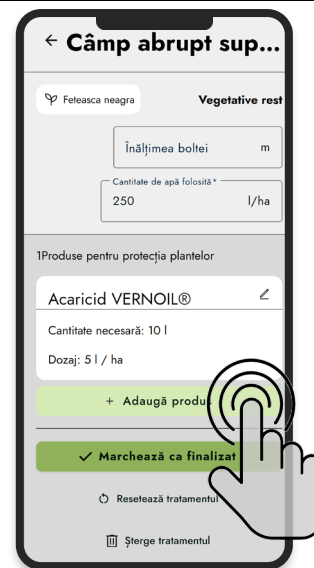 Câmp abrupt sup...
Feteasca neagra
Vegetative rest
Înălțimea boltei m
Cantitate de apă folosită*
250 l/ha
1Produse pentru protecția plantelor
Acaricid VERNOIL®
Cantitate necesară: 10 l
Dozaj: 5 l / ha
+ Adaugă produs
Marchează ca finalizat
Resetează tratamentul
Șterge tratamentul